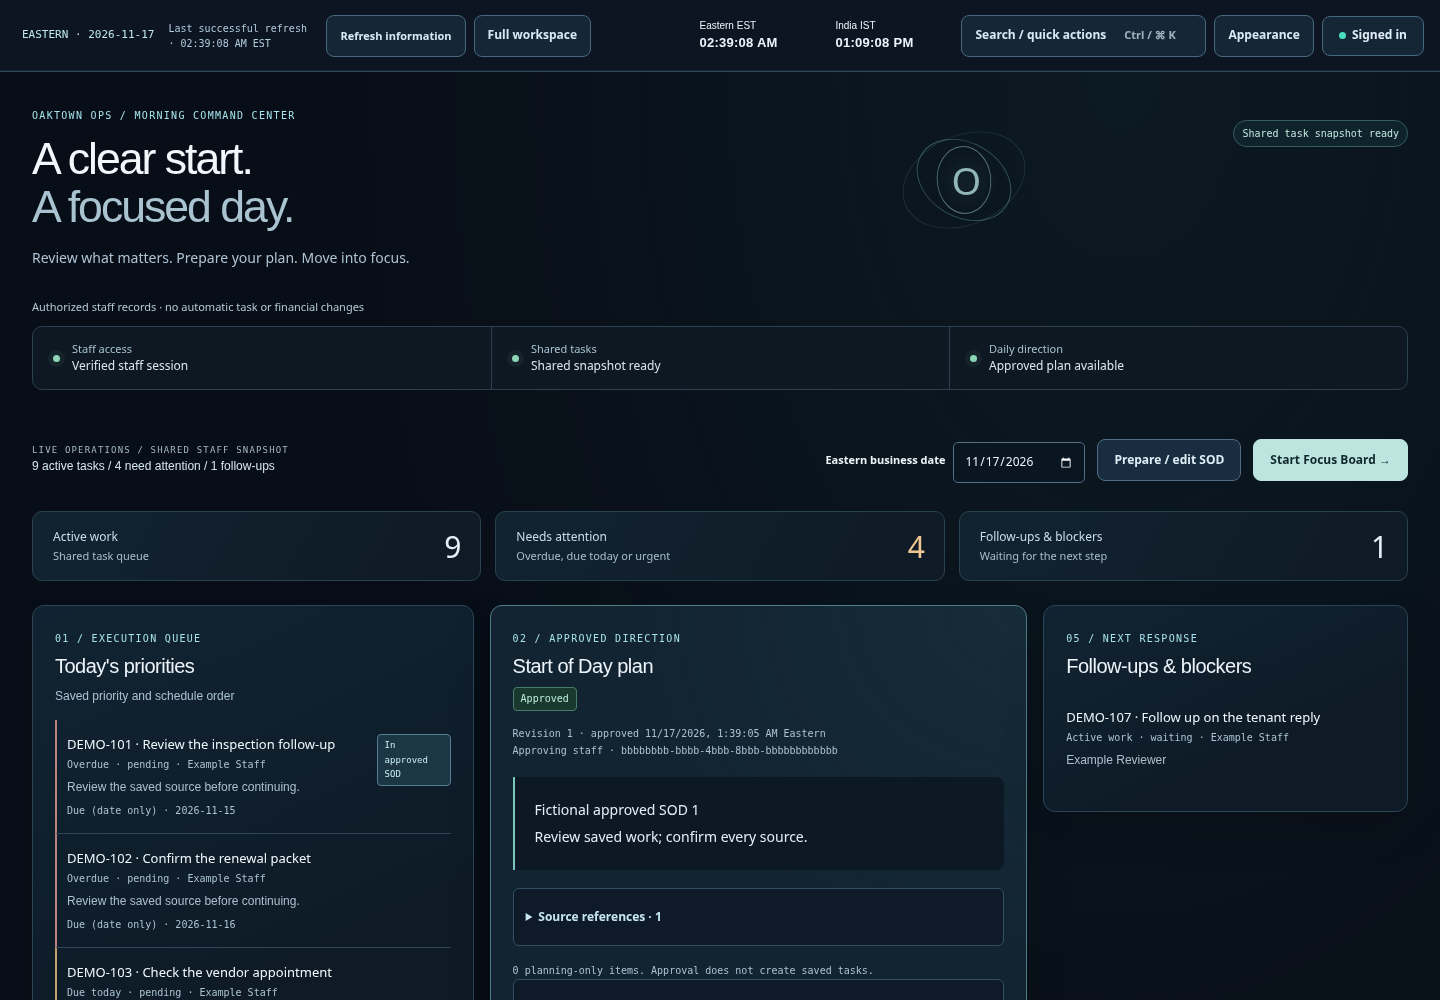 EASTERN · 2026-11-17
Last successful refresh
· 02:39:08 AM EST
Refresh information
Full workspace
Eastern EST
02:39:08 AM
India IST
01:09:08 PM
Search / quick actions Ctrl / ⌘ K
Appearance
Signed in
OAKTOWN OPS / MORNING COMMAND CENTER
A clear start.
A focused day.
Review what matters. Prepare your plan. Move into focus.
O
Shared task snapshot ready
Authorized staff records · no automatic task or financial changes
Staff access
Verified staff session
Shared tasks
Shared snapshot ready
Daily direction
Approved plan available
LIVE OPERATIONS / SHARED STAFF SNAPSHOT
9 active tasks / 4 need attention / 1 follow-ups
Eastern business date
11/17/2026
Prepare / edit SOD
Start Focus Board →
Active work
Shared task queue
9
Needs attention
Overdue, due today or urgent
4
Follow-ups & blockers
Waiting for the next step
1
01 / EXECUTION QUEUE
Today's priorities
Saved priority and schedule order
DEMO-101 · Review the inspection follow-up
Overdue · pending · Example Staff
Review the saved source before continuing.
Due (date only) · 2026-11-15
In
approved
SOD
DEMO-102 · Confirm the renewal packet
Overdue · pending · Example Staff
Review the saved source before continuing.
Due (date only) · 2026-11-16
DEMO-103 · Check the vendor appointment
Due today · pending · Example Staff
02 / APPROVED DIRECTION
Start of Day plan
Approved
Revision 1 · approved 11/17/2026, 1:39:05 AM Eastern
Approving staff · bbbbbbbb-bbbb-4bbb-8bbb-bbbbbbbbbbbb
Fictional approved SOD 1
Review saved work; confirm every source.
▶ Source references · 1
0 planning-only items. Approval does not create saved tasks.
05 / NEXT RESPONSE
Follow-ups & blockers
DEMO-107 · Follow up on the tenant reply
Active work · waiting · Example Staff
Example Reviewer